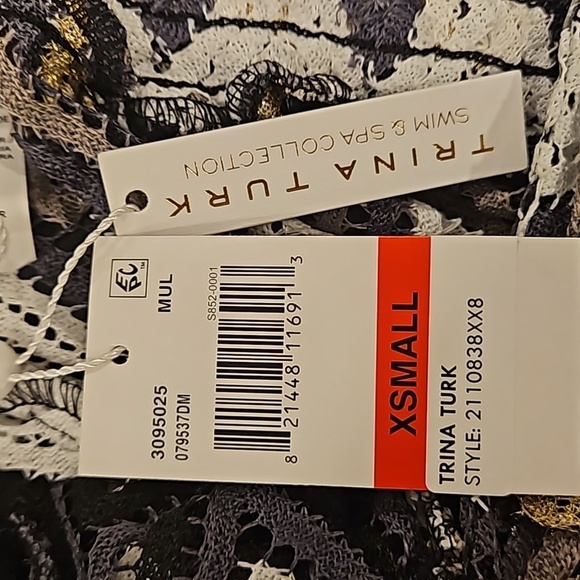 TRINA TURK
SWIM & SPA COLLECTION
EPC™
MUL
3095025
079537DM
S852-0001
8 21448 11691 3
XSMALL
TRINA TURK
STYLE: 2110838XX8